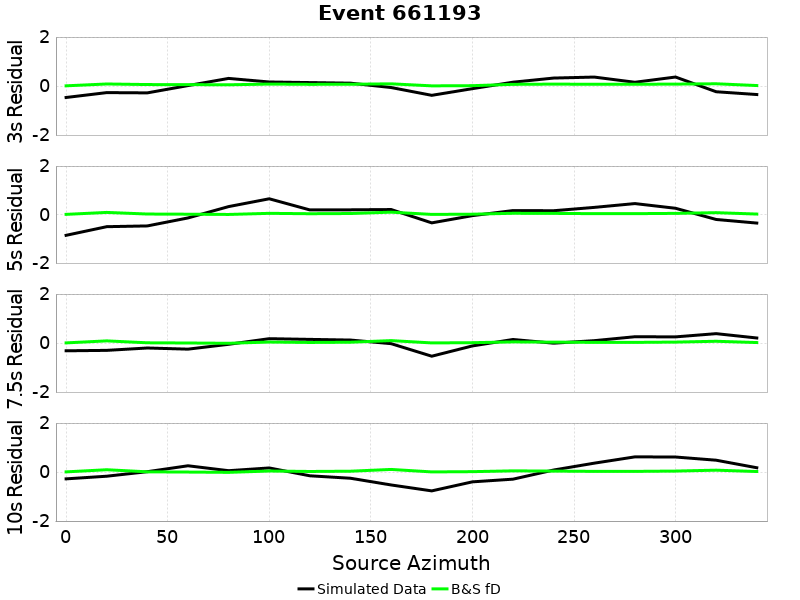 Event 661193
3s Residual
2
0
-2
5s Residual
2
0
-2
7.5s Residual
2
0
-2
10s Residual
2
0
-2
0 50 100 150 200 250 300
Source Azimuth
Simulated Data B&S fD